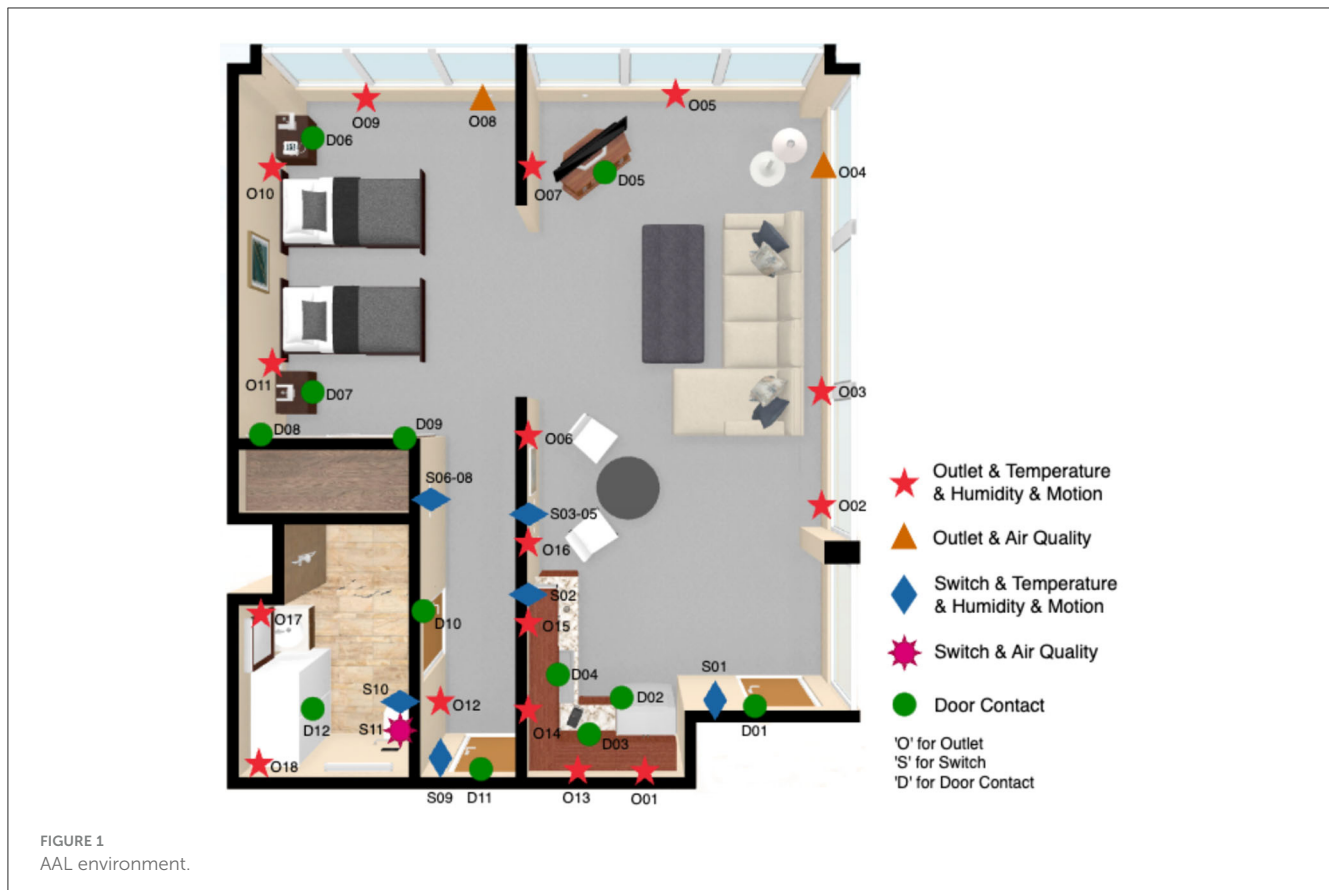 O09
O08
O05
D06
O10
O07
D05
O04
O11
D07
O03
D08
D09
O06
S06-08
S03-05
O02
O16
S02
O17
D10
O15
D04
S01
D02
S10
O12
D12
S11
O14
D03
D01
O18
S09
D11
O13
O01
Outlet & Temperature
& Humidity & Motion
Outlet & Air Quality
Switch & Temperature
& Humidity & Motion
Switch & Air Quality
Door Contact
'O' for Outlet
'S' for Switch
'D' for Door Contact
FIGURE 1
AAL environment.